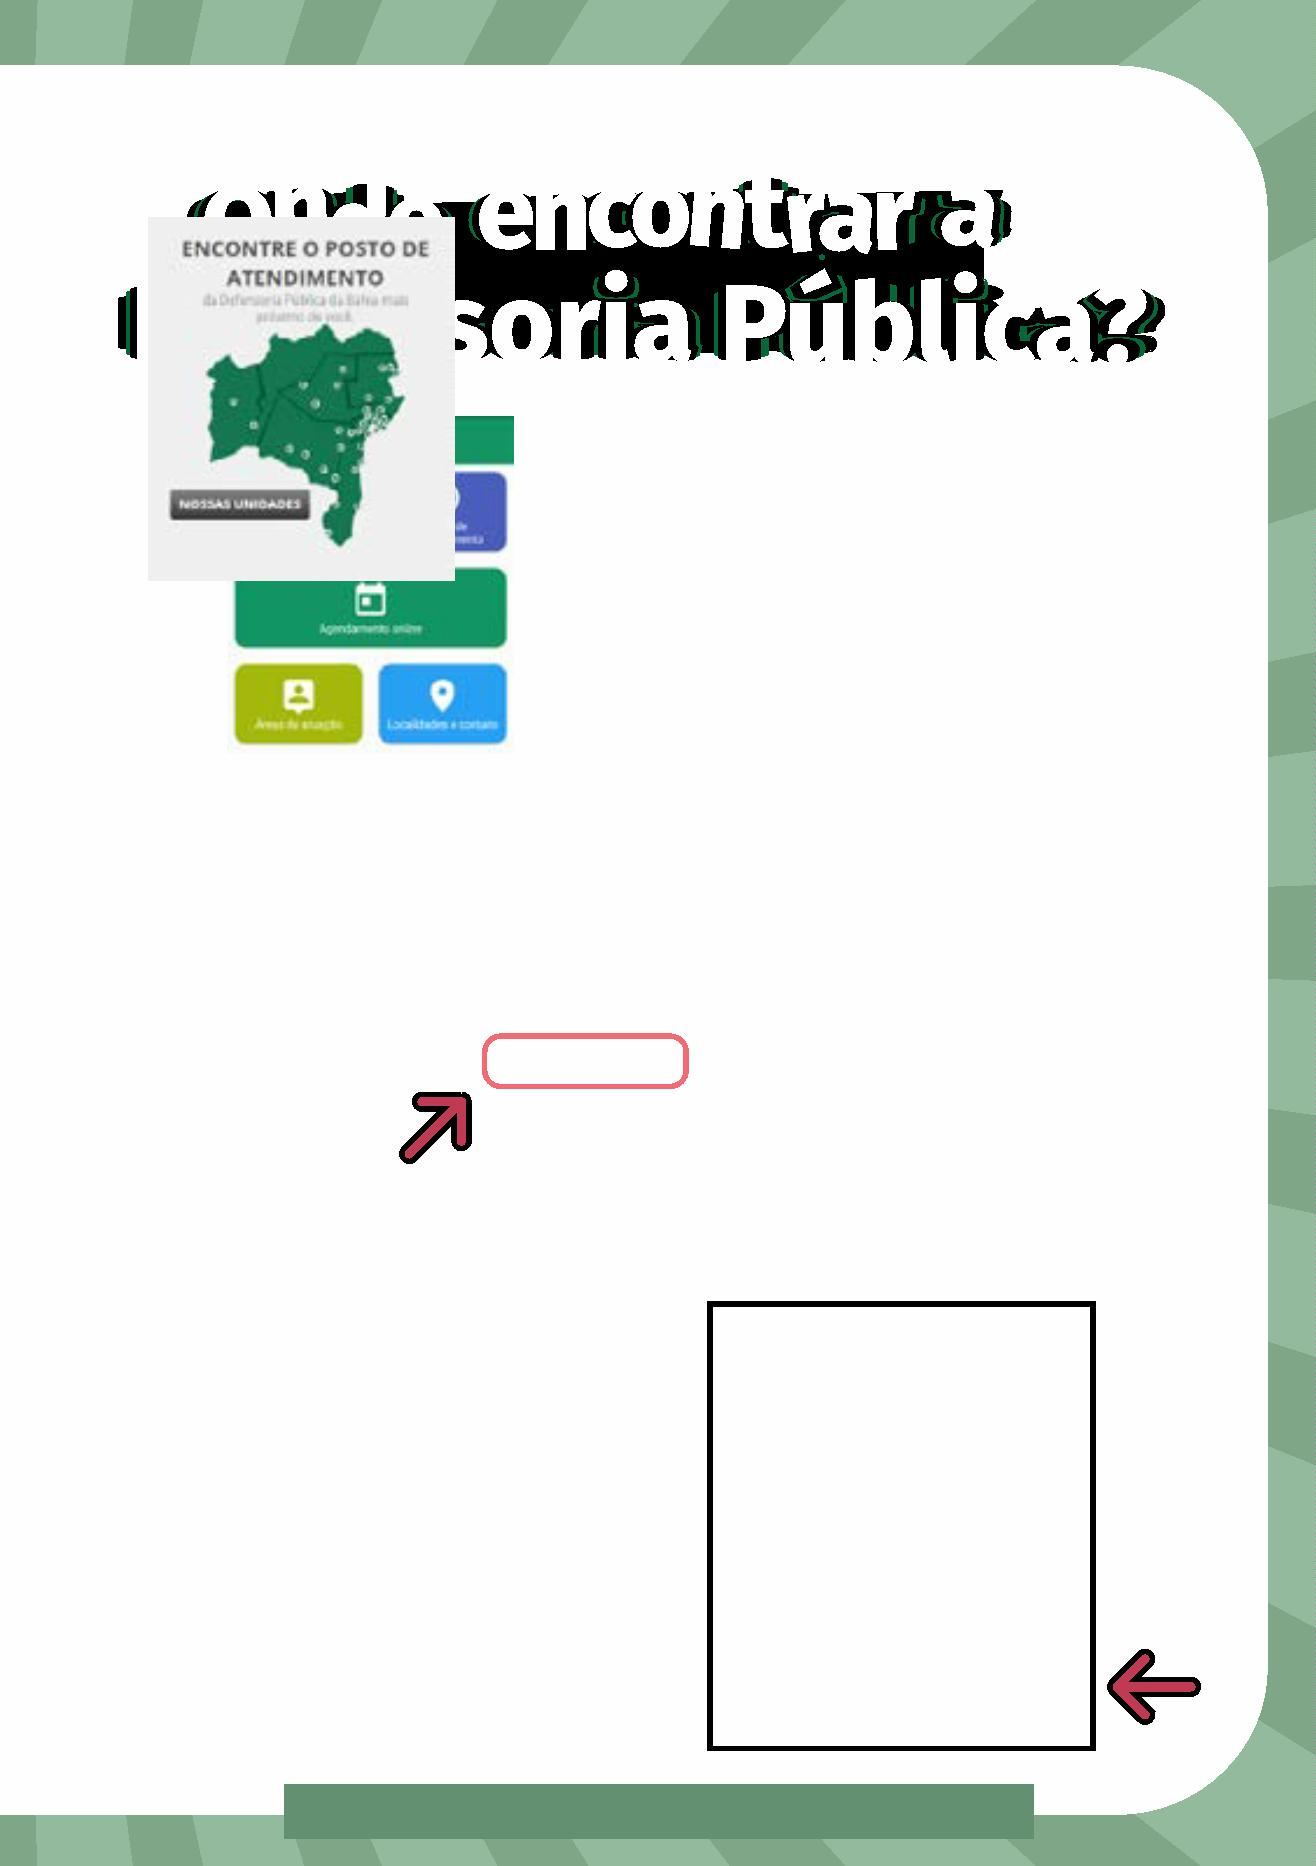 Onde encontrar a
soria Pública?
ENCONTRE O POSTO DE
ATENDIMENTO
da Defensoria Pública da Bahia mais
próximo de você.
NOSSAS UNIDADES
Agendamento online
Áreas de atuação
Localidades e contato